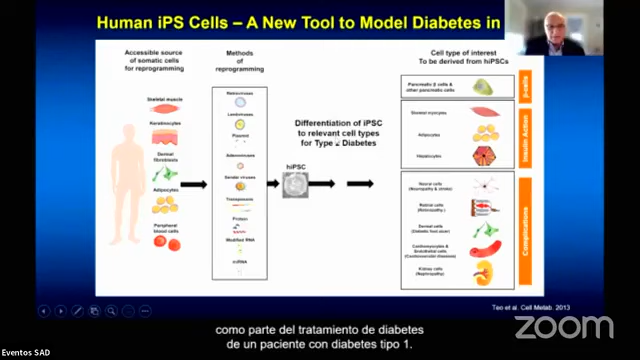 Human iPS Cells – A New Tool to Model Diabetes in
Accessible source
of somatic cells
for reprogramming
Skeletal muscle
Keratinocytes
Dermal
fibroblasts
Adipocytes
Peripheral
blood cells
Methods
of
reprogramming
Retroviruses
Lentiviruses
Plasmid
Adenoviruses
Sendai viruses
Transposons
Protein
Modified RNA
miRNA
Differentiation of iPSC
to relevant cell types
for Type 2 Diabetes
hiPSC
Cell type of interest
To be derived from hiPSCs
Pancreatic β cells &
other pancreatic cells
Skeletal myocytes
Adipocytes
Hepatocytes
Neural cells
(Neuropathy & stroke)
Retinal cells
(Retinopathy)
Dermal cells
(Diabetic foot ulcer)
Cardiomyocytes &
Endothelial cells
(Cardiovascular diseases)
Kidney cells
(Nephropathy)
β-cells
Insulin Action
Complications
Teo et al. Cell Metab. 2013
como parte del tratamiento de diabetes
de un paciente con diabetes tipo 1.
Eventos SAD
zoom